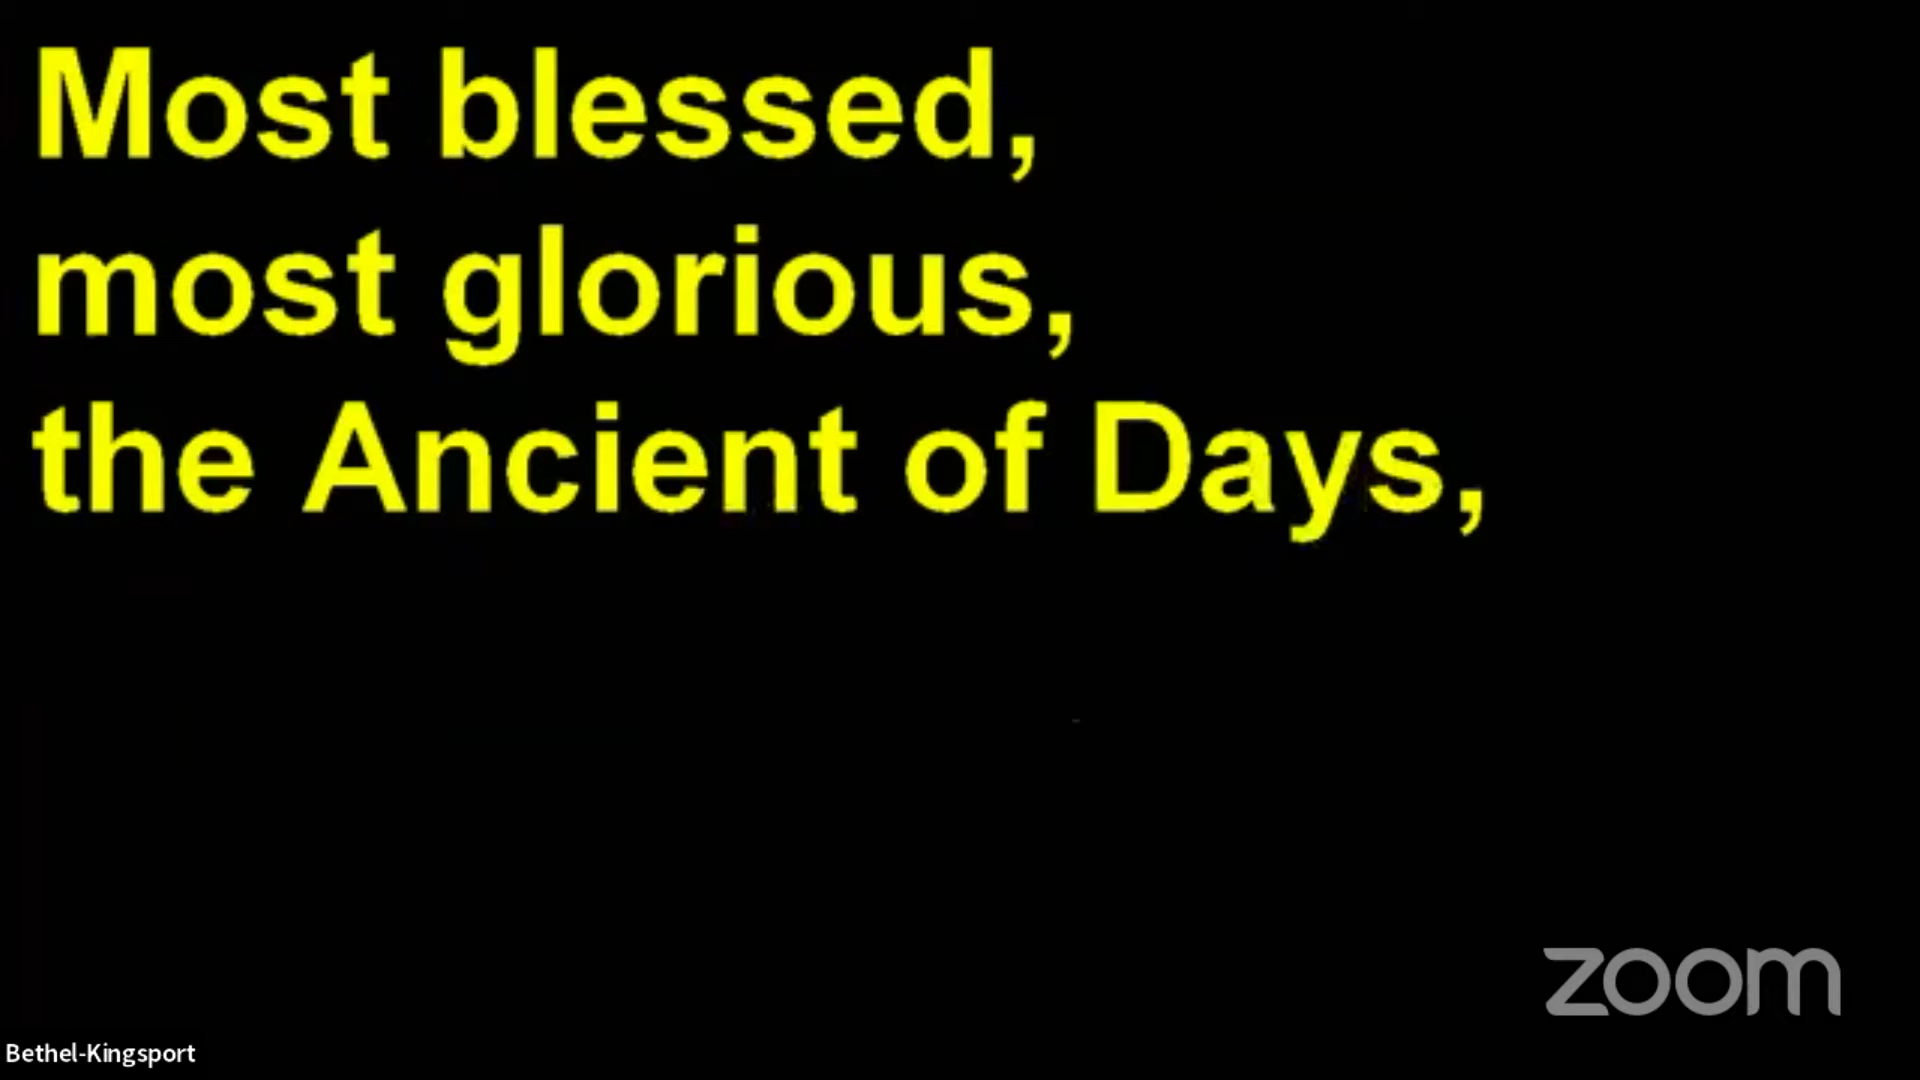 Most blessed,
most glorious,
the Ancient of Days,
zoom
Bethel-Kingsport